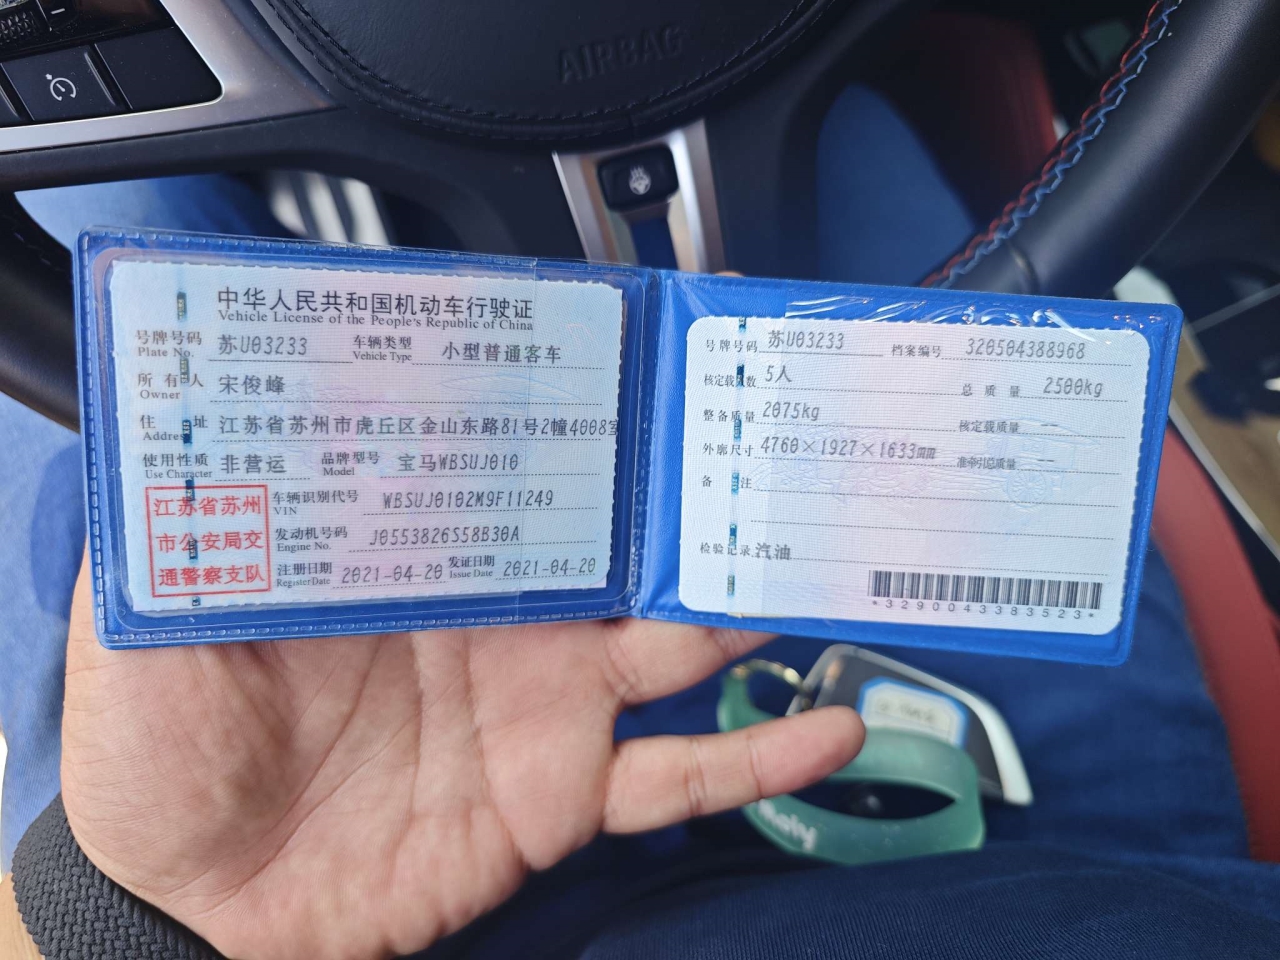 AIRBAG
中华人民共和国机动车行驶证
Vehicle License of the People's Republic of China
号牌号码 苏U03233 车辆类型 小型普通客车
Plate No. Vehicle Type
所有人 宋俊峰
Owner
住址 江苏省苏州市虎丘区金山东路81号2幢4008室
Address
使用性质 非营运 品牌型号 宝马WBSUJ010
Use Character Model
江苏省苏州
市公安局交
通警察支队
车辆识别代号 WBSUJ0102M9F11249
VIN
发动机号码 J0553826S58B30A
Engine No.
注册日期 2021-04-20 发证日期 2021-04-20
Register Date Issue Date
号牌号码 苏U03233 档案编号 320504388968
核定载人数 5人 总质量 2500kg
整备质量 2075kg 核定载质量 --
外廓尺寸 4760×1927×1633mm 准牵引总质量 --
备注
检验记录 汽油
*3290043383523*